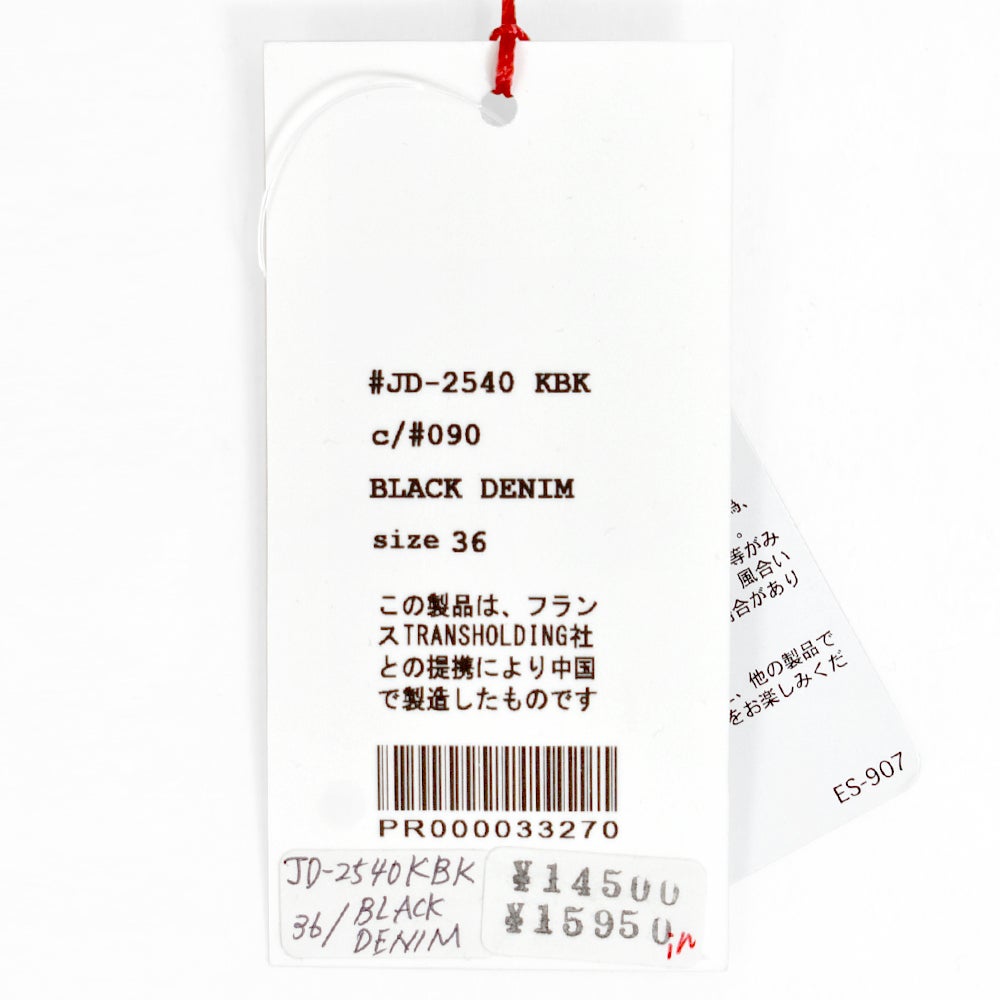 #JD-2540 KBK
c/#090
BLACK DENIM
size 36
この製品は、フラン
スTRANSHOLDING社
との提携により中国
で製造したものです
PR000033270
JD-2540KBK
36/BLACK
DENIM
¥14500
¥15950
in
為、
。
等がみ
風合い
合があり
、他の製品で
をお楽しみくだ
ES-907